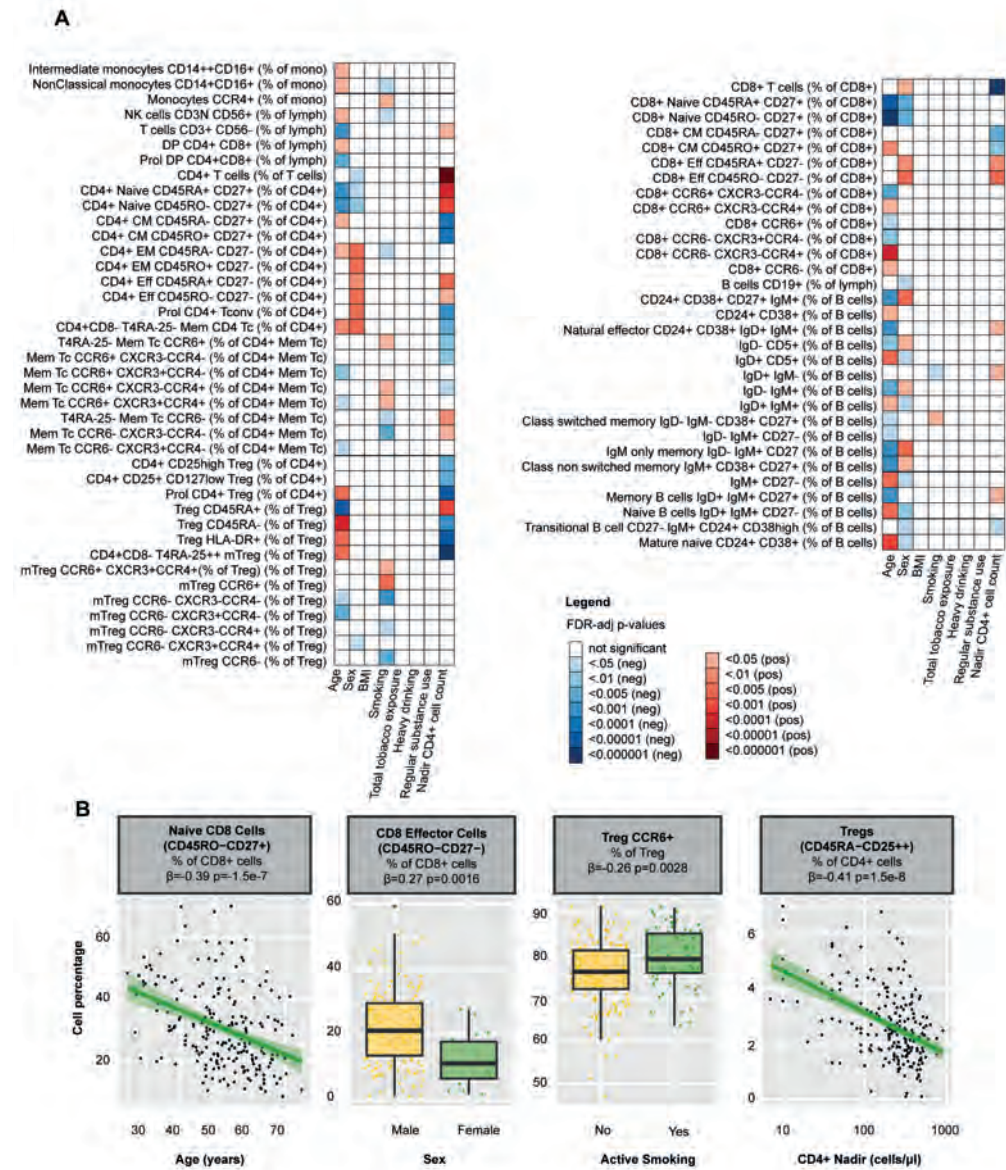 A
Intermediate monocytes CD14++CD16+ (% of mono)
NonClassical monocytes CD14+CD16+ (% of mono)
Monocytes CCR4+ (% of mono)
NK cells CD3N CD56+ (% of lymph)
T cells CD3+ CD56- (% of lymph)
DP CD4+ CD8+ (% of lymph)
Prol DP CD4+CD8+ (% of lymph)
CD4+ T cells (% of T cells)
CD4+ Naive CD45RA+ CD27+ (% of CD4+)
CD4+ Naive CD45RO- CD27+ (% of CD4+)
CD4+ CM CD45RA- CD27+ (% of CD4+)
CD4+ CM CD45RO+ CD27+ (% of CD4+)
CD4+ EM CD45RA- CD27- (% of CD4+)
CD4+ EM CD45RO+ CD27- (% of CD4+)
CD4+ Eff CD45RA+ CD27- (% of CD4+)
CD4+ Eff CD45RO- CD27- (% of CD4+)
Prol CD4+ Tconv (% of CD4+)
CD4+CD8- T4RA-25- Mem CD4 Tc (% of CD4+)
T4RA-25- Mem Tc CCR6+ (% of CD4+ Mem Tc)
Mem Tc CCR6+ CXCR3-CCR4- (% of CD4+ Mem Tc)
Mem Tc CCR6+ CXCR3+CCR4- (% of CD4+ Mem Tc)
Mem Tc CCR6+ CXCR3-CCR4+ (% of CD4+ Mem Tc)
Mem Tc CCR6+ CXCR3+CCR4+ (% of CD4+ Mem Tc)
T4RA-25- Mem Tc CCR6- (% of CD4+ Mem Tc)
Mem Tc CCR6- CXCR3-CCR4- (% of CD4+ Mem Tc)
Mem Tc CCR6- CXCR3+CCR4- (% of CD4+ Mem Tc)
CD4+ CD25high Treg (% of CD4+)
CD4+ CD25+ CD127low Treg (% of CD4+)
Prol CD4+ Treg (% of CD4+)
Treg CD45RA+ (% of Treg)
Treg CD45RA- (% of Treg)
Treg HLA-DR+ (% of Treg)
CD4+CD8- T4RA-25++ mTreg (% of Treg)
mTreg CCR6+ CXCR3+CCR4+(% of Treg) (% of Treg)
mTreg CCR6+ (% of Treg)
mTreg CCR6- CXCR3-CCR4- (% of Treg)
mTreg CCR6- CXCR3+CCR4- (% of Treg)
mTreg CCR6- CXCR3-CCR4+ (% of Treg)
mTreg CCR6- CXCR3+CCR4+ (% of Treg)
mTreg CCR6- (% of Treg)
Age
Sex
BMI
Smoking
Total tobacco exposure
Heavy drinking
Regular substance use
Nadir CD4+ cell count
CD8+ T cells (% of CD8+)
CD8+ Naive CD45RA+ CD27+ (% of CD8+)
CD8+ Naive CD45RO- CD27+ (% of CD8+)
CD8+ CM CD45RA- CD27+ (% of CD8+)
CD8+ CM CD45RO+ CD27+ (% of CD8+)
CD8+ Eff CD45RA+ CD27- (% of CD8+)
CD8+ Eff CD45RO- CD27- (% of CD8+)
CD8+ CCR6+ CXCR3-CCR4- (% of CD8+)
CD8+ CCR6+ CXCR3-CCR4+ (% of CD8+)
CD8+ CCR6+ (% of CD8+)
CD8+ CCR6- CXCR3+CCR4- (% of CD8+)
CD8+ CCR6- CXCR3-CCR4+ (% of CD8+)
CD8+ CCR6- (% of CD8+)
B cells CD19+ (% of lymph)
CD24+ CD38+ CD27+ IgM+ (% of B cells)
CD24+ CD38+ (% of B cells)
Natural effector CD24+ CD38+ IgD+ IgM+ (% of B cells)
IgD- CD5+ (% of B cells)
IgD+ CD5+ (% of B cells)
IgD+ IgM- (% of B cells)
IgD- IgM+ (% of B cells)
IgD+ IgM+ (% of B cells)
Class switched memory IgD- IgM- CD38+ CD27+ (% of B cells)
IgD- IgM+ CD27- (% of B cells)
IgM only memory IgD- IgM+ CD27 (% of B cells)
Class non switched memory IgM+ CD38+ CD27+ (% of B cells)
IgM+ CD27- (% of B cells)
Memory B cells IgD+ IgM+ CD27+ (% of B cells)
Naive B cells IgD+ IgM+ CD27- (% of B cells)
Transitional B cell CD27- IgM+ CD24+ CD38high (% of B cells)
Mature naive CD24+ CD38+ (% of B cells)
Age
Sex
BMI
Smoking
Total tobacco exposure
Heavy drinking
Regular substance use
Nadir CD4+ cell count
Legend
FDR-adj p-values
not significant
<.05 (neg)
<.01 (neg)
<.005 (neg)
<.001 (neg)
<.0001 (neg)
<.00001 (neg)
<.000001 (neg)
<0.05 (pos)
<.01 (pos)
<0.005 (pos)
<0.001 (pos)
<0.0001 (pos)
<0.00001 (pos)
<0.000001 (pos)
B
Naive CD8 Cells
(CD45RO−CD27+)
% of CD8+ cells
β=-0.39 p=-1.5e-7
CD8 Effector Cells
(CD45RO−CD27−)
% of CD8+ cells
β=0.27 p=0.0016
Treg CCR6+
% of Treg
β=-0.26 p=0.0028
Tregs
(CD45RA−CD25++)
% of CD4+ cells
β=-0.41 p=1.5e-8
Cell percentage
60
40
20
30 40 50 60 70
Age (years)
60
40
20
0
Male Female
Sex
90
80
70
60
50
No Yes
Active Smoking
6
4
2
0
10 100 1000
CD4+ Nadir (cells/µl)